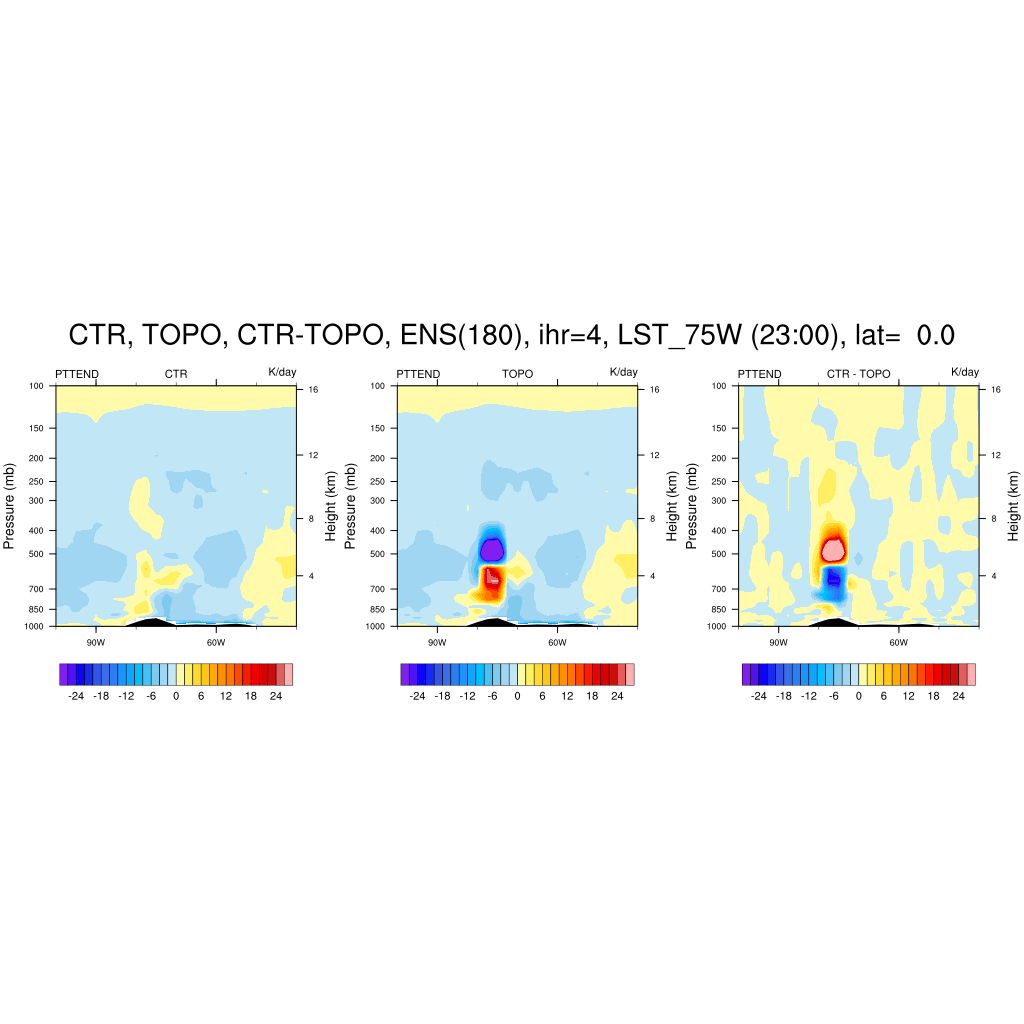 CTR, TOPO, CTR-TOPO, ENS(180), ihr=4, LST_75W (23:00), lat=  0.0
PTTEND CTR K/day
100
150
200
250
300
400
500
700
850
1000
Pressure (mb)
16
12
8
4
Height (km)
90W 60W
-24 -18 -12 -6 0 6 12 18 24
PTTEND TOPO K/day
100
150
200
250
300
400
500
700
850
1000
Pressure (mb)
16
12
8
4
Height (km)
90W 60W
-24 -18 -12 -6 0 6 12 18 24
PTTEND CTR - TOPO K/day
100
150
200
250
300
400
500
700
850
1000
Pressure (mb)
16
12
8
4
Height (km)
90W 60W
-24 -18 -12 -6 0 6 12 18 24